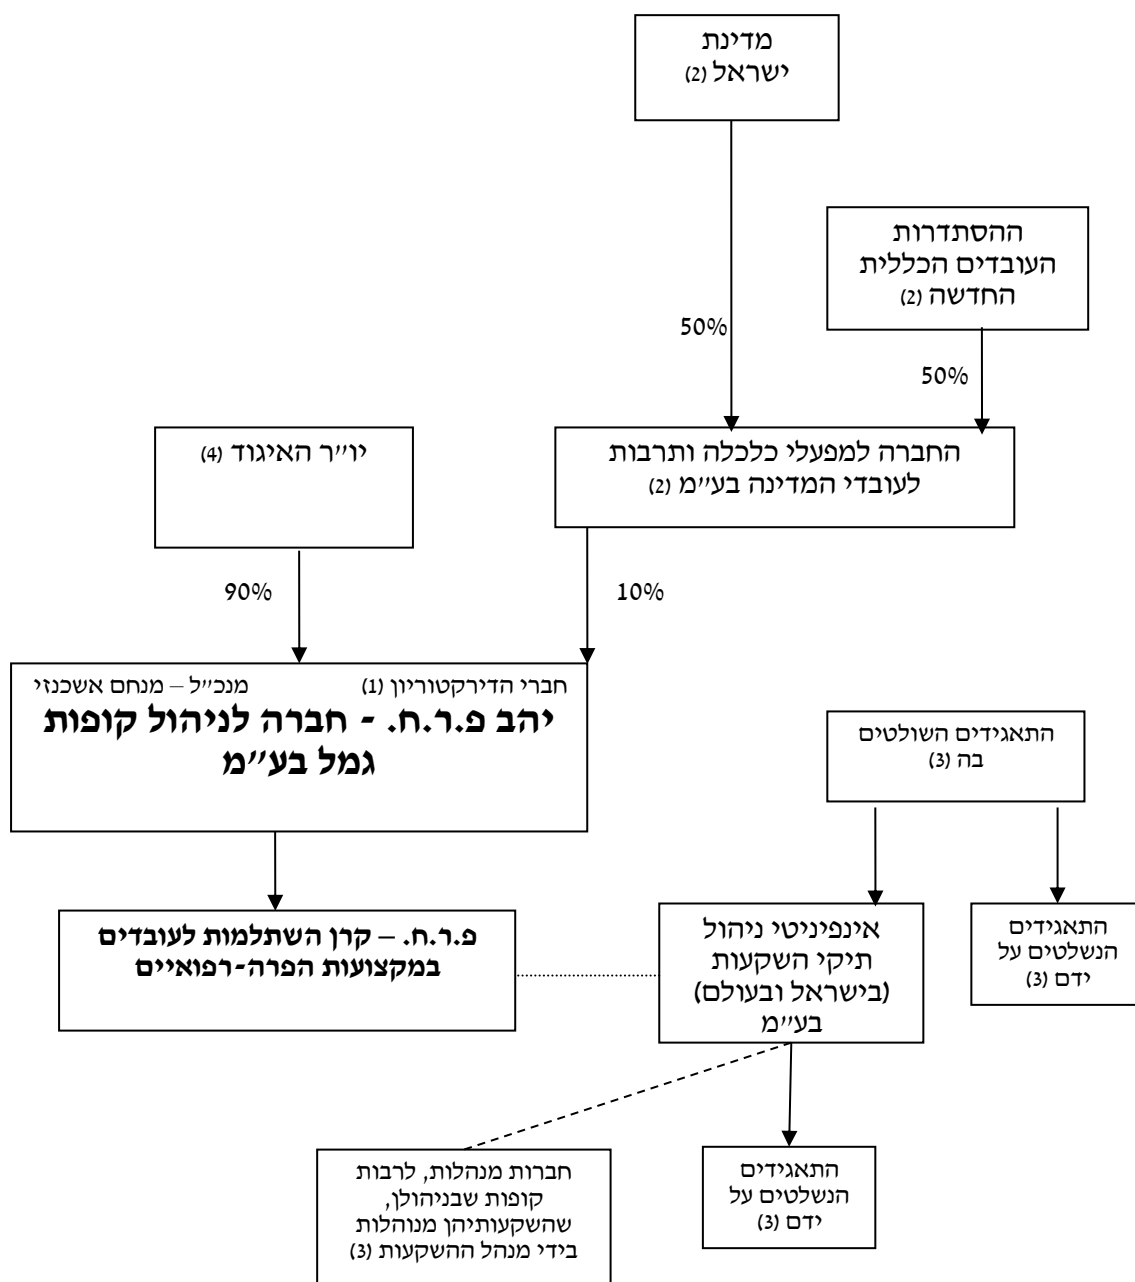 מדינת
ישראל (2)
ההסתדרות
העובדים הכללית
החדשה (2)
50%
50%
יו״ר האיגוד (4)
החברה למפעלי כלכלה ותרבות
לעובדי המדינה בע״מ (2)
90%
10%
חברי הדירקטוריון (1) מנכ״ל – מנחם אשכנזי
יהב פ.ר.ח. - חברה לניהול קופות
גמל בע״מ
התאגידים השולטים
בה (3)
פ.ר.ח. – קרן השתלמות לעובדים
במקצועות הפרה-רפואיים
אינפיניטי ניהול
תיקי השקעות
(בישראל ובעולם)
בע״מ
התאגידים
הנשלטים על
ידם (3)
חברות מנהלות, לרבות
קופות שבניהולן,
שהשקעותיהן מנוהלות
בידי מנהל ההשקעות (3)
התאגידים
הנשלטים על
ידם (3)